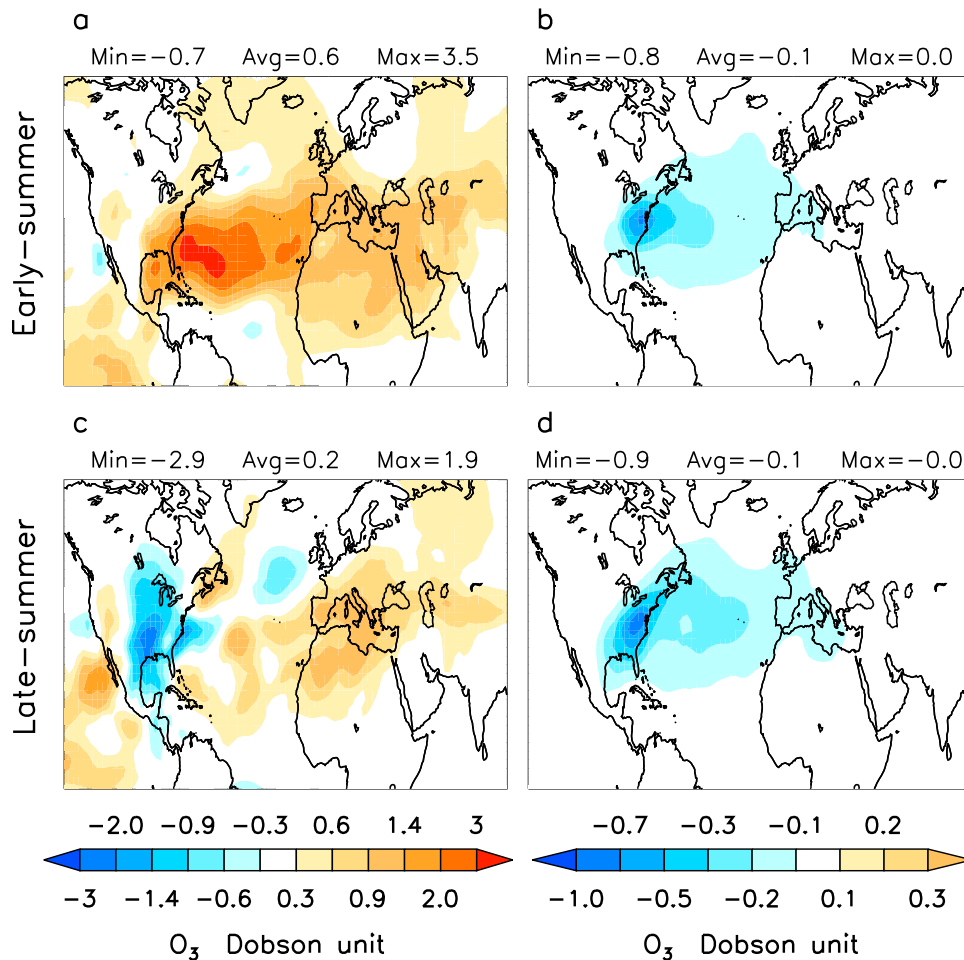 a
Min=−0.7 Avg=0.6 Max=3.5
b
Min=−0.8 Avg=−0.1 Max=0.0
Early−summer
c
Min=−2.9 Avg=0.2 Max=1.9
d
Min=−0.9 Avg=−0.1 Max=−0.0
Late−summer
−2.0 −0.9 −0.3 0.6 1.4 3
−3 −1.4 −0.6 0.3 0.9 2.0
O₃ Dobson unit
−0.7 −0.3 −0.1 0.2
−1.0 −0.5 −0.2 0.1 0.3
O₃ Dobson unit